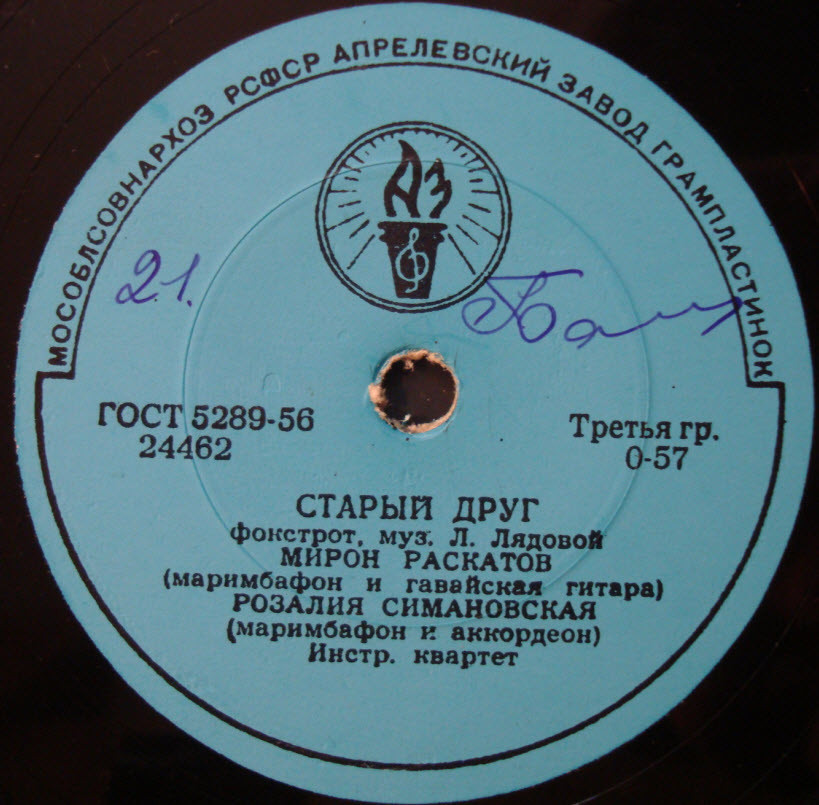 МОСОБЛСОВНАРХОЗ РСФСР АПРЕЛЕВСКИЙ ЗАВОД ГРАМПЛАСТИНОК
АЗ
21.
ГОСТ 5289-56
24462
Третья гр.
0-57
СТАРЫЙ ДРУГ
фокстрот, муз. Л. Лядовой
МИРОН РАСКАТОВ
(маримбафон и гавайская гитара)
РОЗАЛИЯ СИМАНОВСКАЯ
(маримбафон и аккордеон)
Инстр. квартет